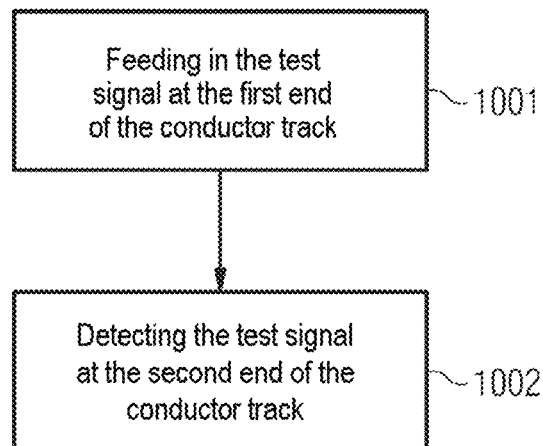 Feeding in the test
signal at the first end
of the conductor track
1001
Detecting the test signal
at the second end of the
conductor track
1002